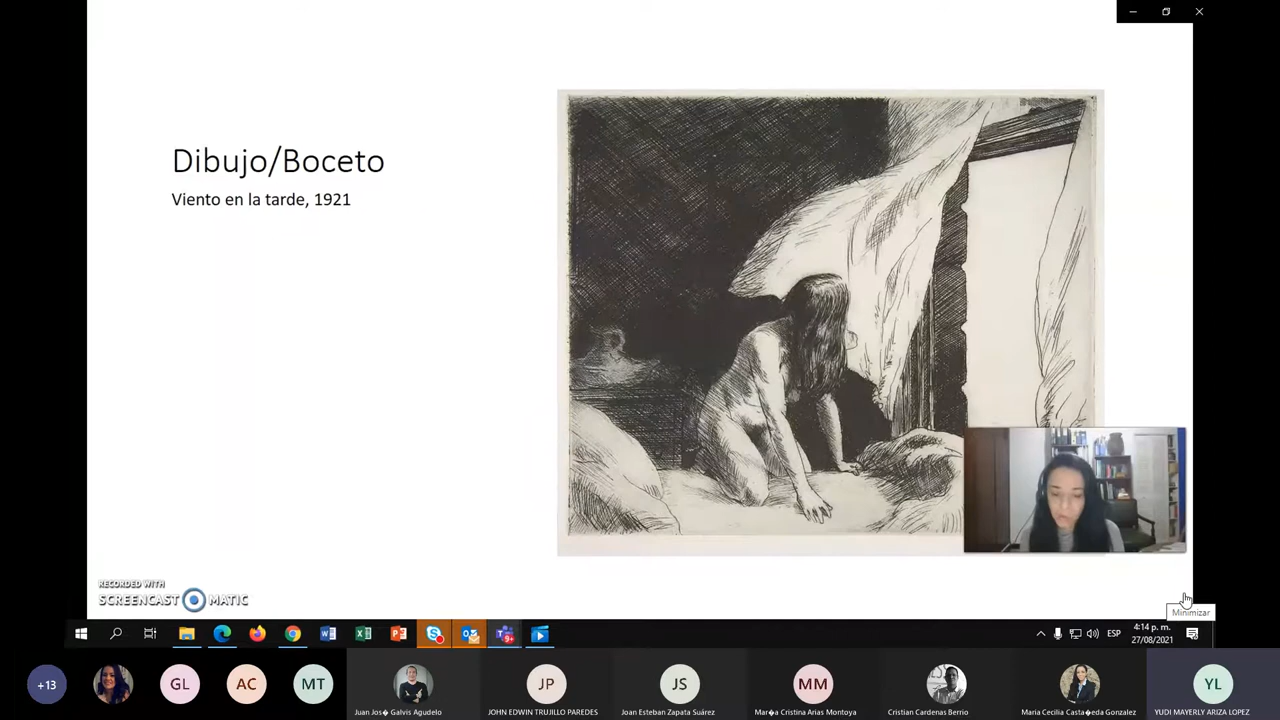 Dibujo/Boceto
Viento en la tarde, 1921
RECORDED WITH
SCREENCAST MATIC
Minimizar
9+
ESP
4:14 p. m.
27/08/2021
+13
GL
AC
MT
JP
JS
MM
YL
Juan Jos� Galvis Agudelo
JOHN EDWIN TRUJILLO PAREDES
Joan Esteban Zapata Suárez
Mar�a Cristina Arias Montoya
Cristian Cardenas Berrio
Maria Cecilia Casta�eda Gonzalez
YUDI MAYERLY ARIZA LOPEZ